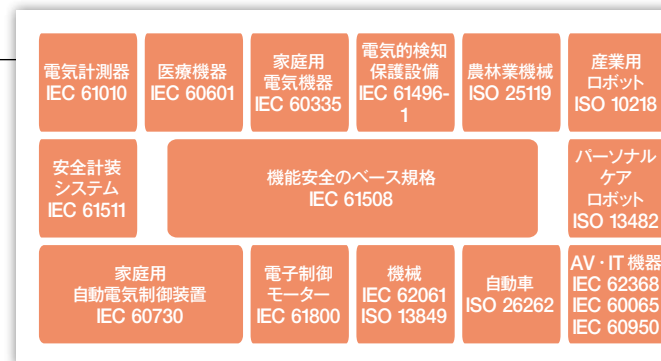 電気計測器
IEC 61010
医療機器
IEC 60601
家庭用
電気機器
IEC 60335
電気的検知
保護設備
IEC 61496-
1
農林業機械
ISO 25119
産業用
ロボット
ISO 10218
安全計装
システム
IEC 61511
機能安全のベース規格
IEC 61508
パーソナル
ケア
ロボット
ISO 13482
家庭用
自動電気制御装置
IEC 60730
電子制御
モーター
IEC 61800
機械
IEC 62061
ISO 13849
自動車
ISO 26262
AV・IT 機器
IEC 62368
IEC 60065
IEC 60950